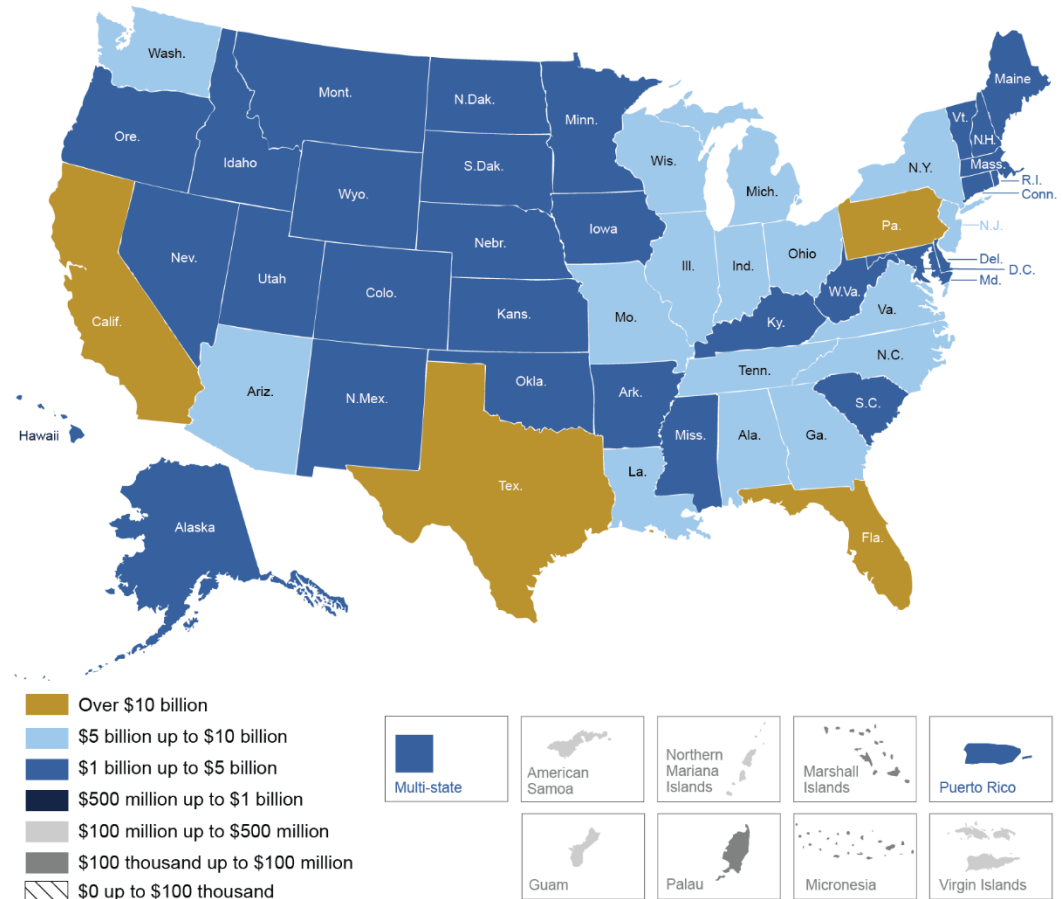 Wash.
Mont.
N.Dak.
Minn.
Maine
Ore.
Idaho
S.Dak.
Wis.
Mich.
Vt.
N.H.
N.Y.
Mass.
R.I.
Conn.
Wyo.
Nebr.
Iowa
Pa.
N.J.
Nev.
Utah
Colo.
Kans.
Ill.
Ind.
Ohio
Del.
D.C.
Md.
W.Va.
Va.
Calif.
Mo.
Ky.
N.C.
Tenn.
Ariz.
N.Mex.
Okla.
Ark.
S.C.
Miss.
Ala.
Ga.
Hawaii
La.
Tex.
Fla.
Alaska
Over $10 billion
$5 billion up to $10 billion
$1 billion up to $5 billion
$500 million up to $1 billion
$100 million up to $500 million
$100 thousand up to $100 million
$0 up to $100 thousand
Multi-state
American
Samoa
Northern
Mariana
Islands
Marshall
Islands
Puerto Rico
Guam
Palau
Micronesia
Virgin Islands